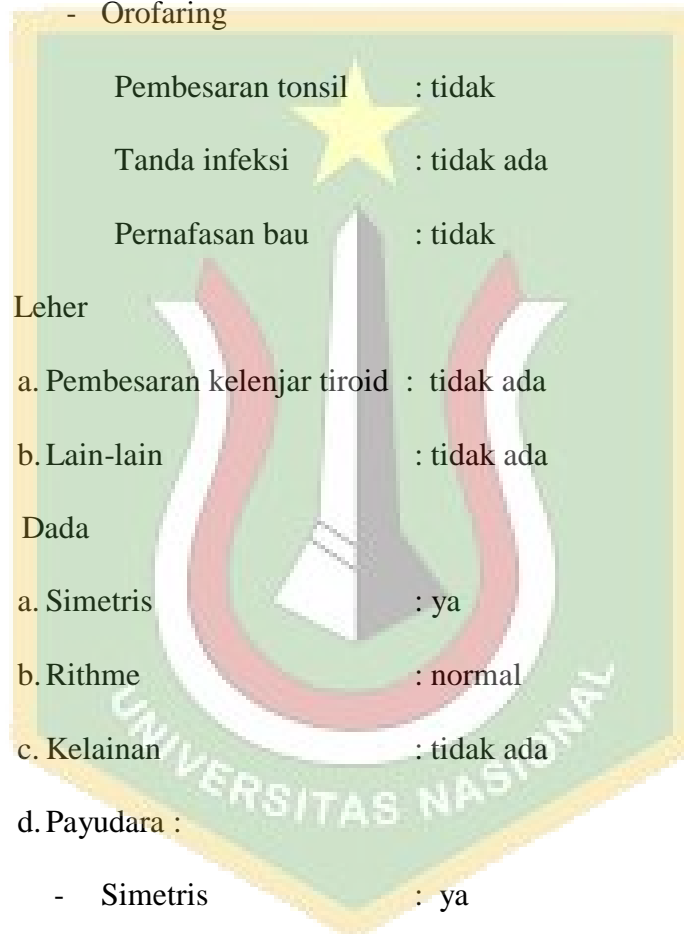 - Orofaring
Pembesaran tonsil : tidak
Tanda infeksi : tidak ada
Pernafasan bau : tidak
Leher
a. Pembesaran kelenjar tiroid : tidak ada
b. Lain-lain : tidak ada
Dada
a. Simetris : ya
b. Rithme : normal
c. Kelainan : tidak ada
d. Payudara :
- Simetris : ya
UNIVERSITAS NASIONAL